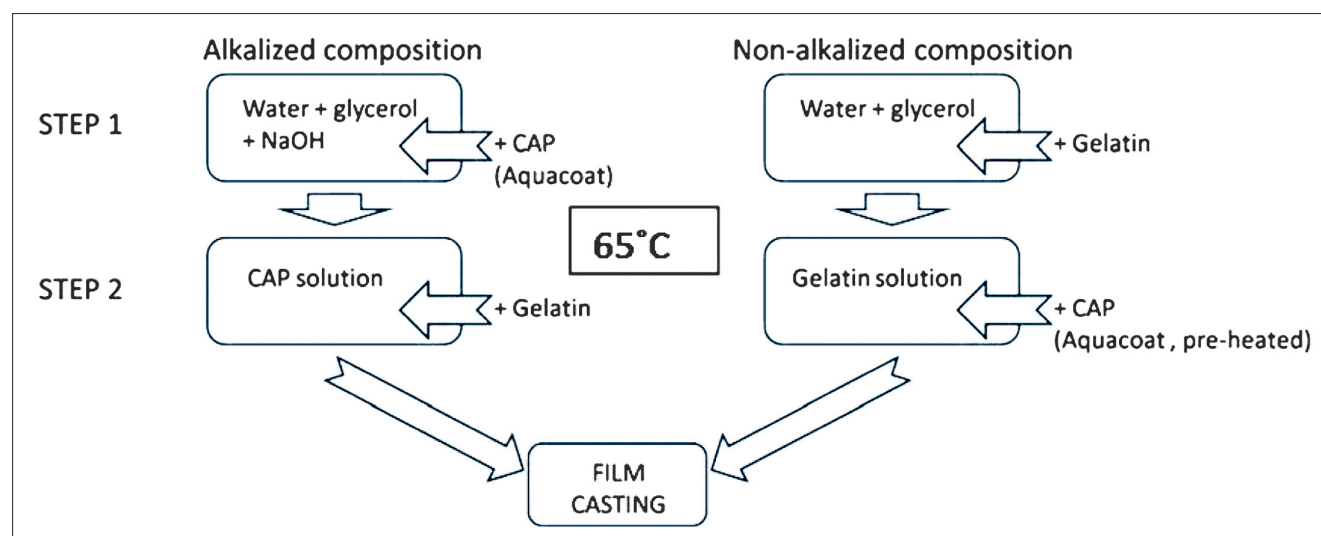 Alkalized composition
Non-alkalized composition
STEP 1
Water + glycerol
+ NaOH
+ CAP
(Aquacoat)
Water + glycerol
+ Gelatin
65°C
STEP 2
CAP solution
+ Gelatin
Gelatin solution
+ CAP
(Aquacoat , pre-heated)
FILM
CASTING